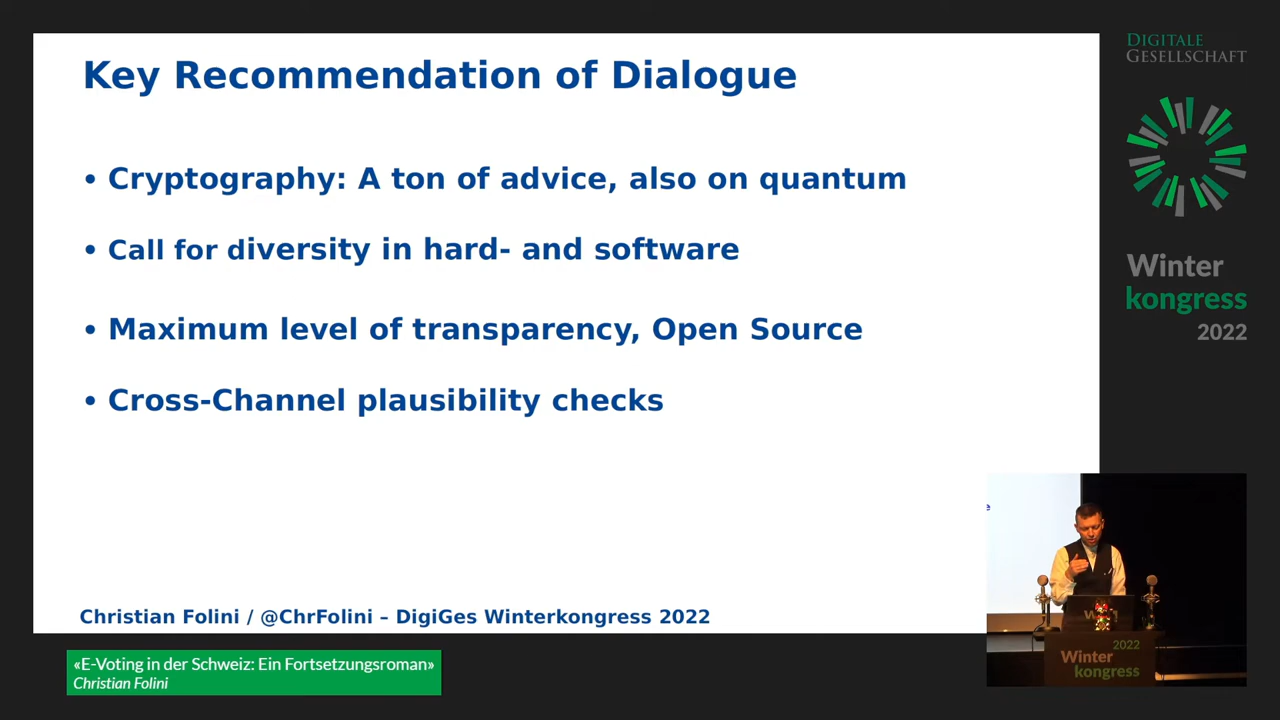 Key Recommendation of Dialogue
• Cryptography: A ton of advice, also on quantum
• Call for diversity in hard- and software
• Maximum level of transparency, Open Source
• Cross-Channel plausibility checks
Christian Folini / @ChrFolini – DigiGes Winterkongress 2022
«E-Voting in der Schweiz: Ein Fortsetzungsroman»
Christian Folini
DIGITALE
GESELLSCHAFT
Winter
kongress
2022
e
2022
Winter
kongress